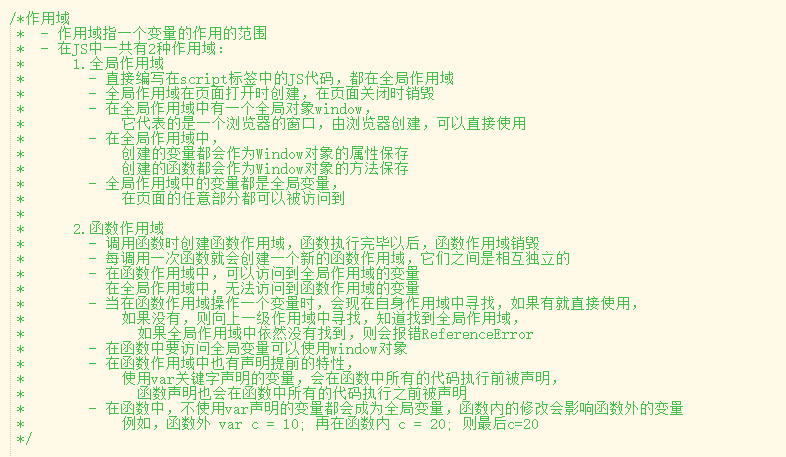 /*作用域
* - 作用域指一个变量的作用的范围
* - 在JS中一共有2种作用域:
* 1.全局作用域
* - 直接编写在script标签中的JS代码，都在全局作用域
* - 全局作用域在页面打开时创建，在页面关闭时销毁
* - 在全局作用域中有一个全局对象window，
* 它代表的是一个浏览器的窗口，由浏览器创建，可以直接使用
* - 在全局作用域中，
* 创建的变量都会作为Window对象的属性保存
* 创建的函数都会作为Window对象的方法保存
* - 全局作用域中的变量都是全局变量，
* 在页面的任意部分都可以被访问到
*
* 2.函数作用域
* - 调用函数时创建函数作用域，函数执行完毕以后，函数作用域销毁
* - 每调用一次函数就会创建一个新的函数作用域，它们之间是相互独立的
* - 在函数作用域中，可以访问到全局作用域的变量
* 在全局作用域中，无法访问到函数作用域的变量
* - 当在函数作用域操作一个变量时，会现在自身作用域中寻找，如果有就直接使用，
* 如果没有，则向上一级作用域中寻找，知道找到全局作用域，
* 如果全局作用域中依然没有找到，则会报错ReferenceError
* - 在函数中要访问全局变量可以使用window对象
* - 在函数作用域中也有声明提前的特性，
* 使用var关键字声明的变量，会在函数中所有的代码执行前被声明，
* 函数声明也会在函数中所有的代码执行之前被声明
* - 在函数中，不使用var声明的变量都会成为全局变量，函数内的修改会影响函数外的变量
* 例如，函数外 var c = 10; 再在函数内 c = 20; 则最后c=20
*/